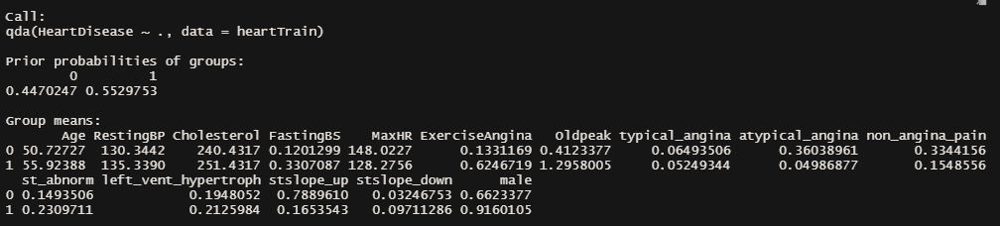 Call:
qda(HeartDisease ~ ., data = heartTrain)
Prior probabilities of groups:
0 1
0.4470247 0.5529753
Group means:
Age RestingBP Cholesterol FastingBS MaxHR ExerciseAngina Oldpeak typical_angina atypical_angina non_angina_pain
0 50.72727 130.3442 240.4317 0.1201299 148.0227 0.1331169 0.4123377 0.06493506 0.36038961 0.3344156
1 55.92388 135.3390 251.4317 0.3307087 128.2756 0.6246719 1.2958005 0.05249344 0.04986877 0.1548556
st_abnorm left_vent_hypertroph stslope_up stslope_down male
0 0.1493506 0.1948052 0.7889610 0.03246753 0.6623377
1 0.2309711 0.2125984 0.1653543 0.09711286 0.9160105